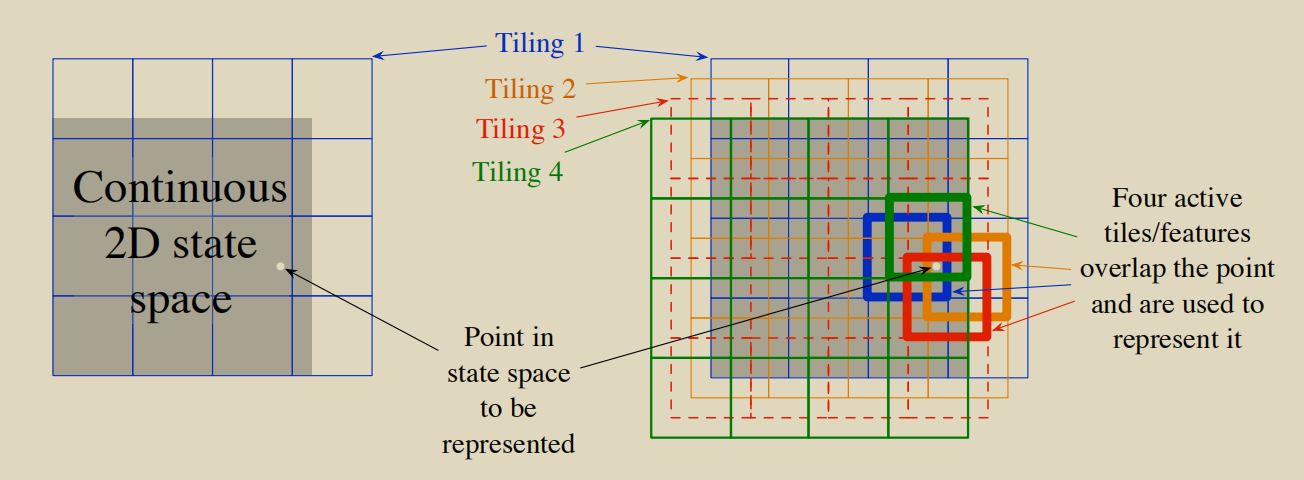 Tiling 1
Tiling 2
Tiling 3
Tiling 4
Continuous
2D state
space
Point in
state space
to be
represented
Four active
tiles/features
overlap the point
and are used to
represent it